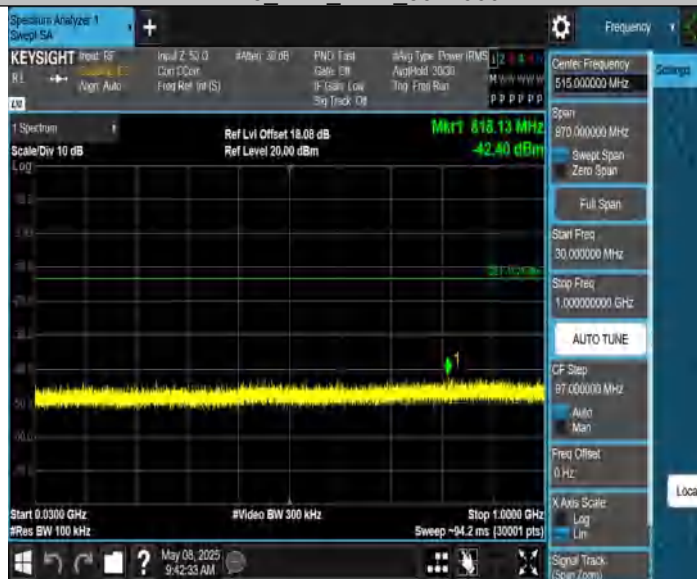 Spectrum Analyzer 1
Swept SA
+
Frequency
KEYSIGHT Input: RF
Input Z: 50 Ω
#Atten: 30 dB
PNO: Fast
#Avg Type: Power (RMS
R L
Align: Auto
Corr CCorr
Freq Ref: Int (S)
Gate: Off
IF Gain: Low
Sig Track: Off
Avg|Hold: 30/30
Trig: Free Run
P P P P P P
1 Spectrum
Scale/Div 10 dB
Log
Ref Lvl Offset 18.08 dB
Ref Level 20.00 dBm
Mkr1 818.13 MHz
-42.40 dBm
1
Start 0.0300 GHz
#Res BW 100 kHz
#Video BW 300 kHz
Stop 1.0000 GHz
Sweep ~94.2 ms (30001 pts)
Center Frequency
515.000000 MHz
Settings
Span
970.000000 MHz
Swept Span
Zero Span
Full Span
Start Freq
30.000000 MHz
Stop Freq
1.000000000 GHz
AUTO TUNE
CF Step
97.000000 MHz
Auto
Man
Freq Offset
0 Hz
X Axis Scale
Log
Lin
Signal Track
(Span Zoom)
Loca
?
May 08, 2025
9:42:33 AM